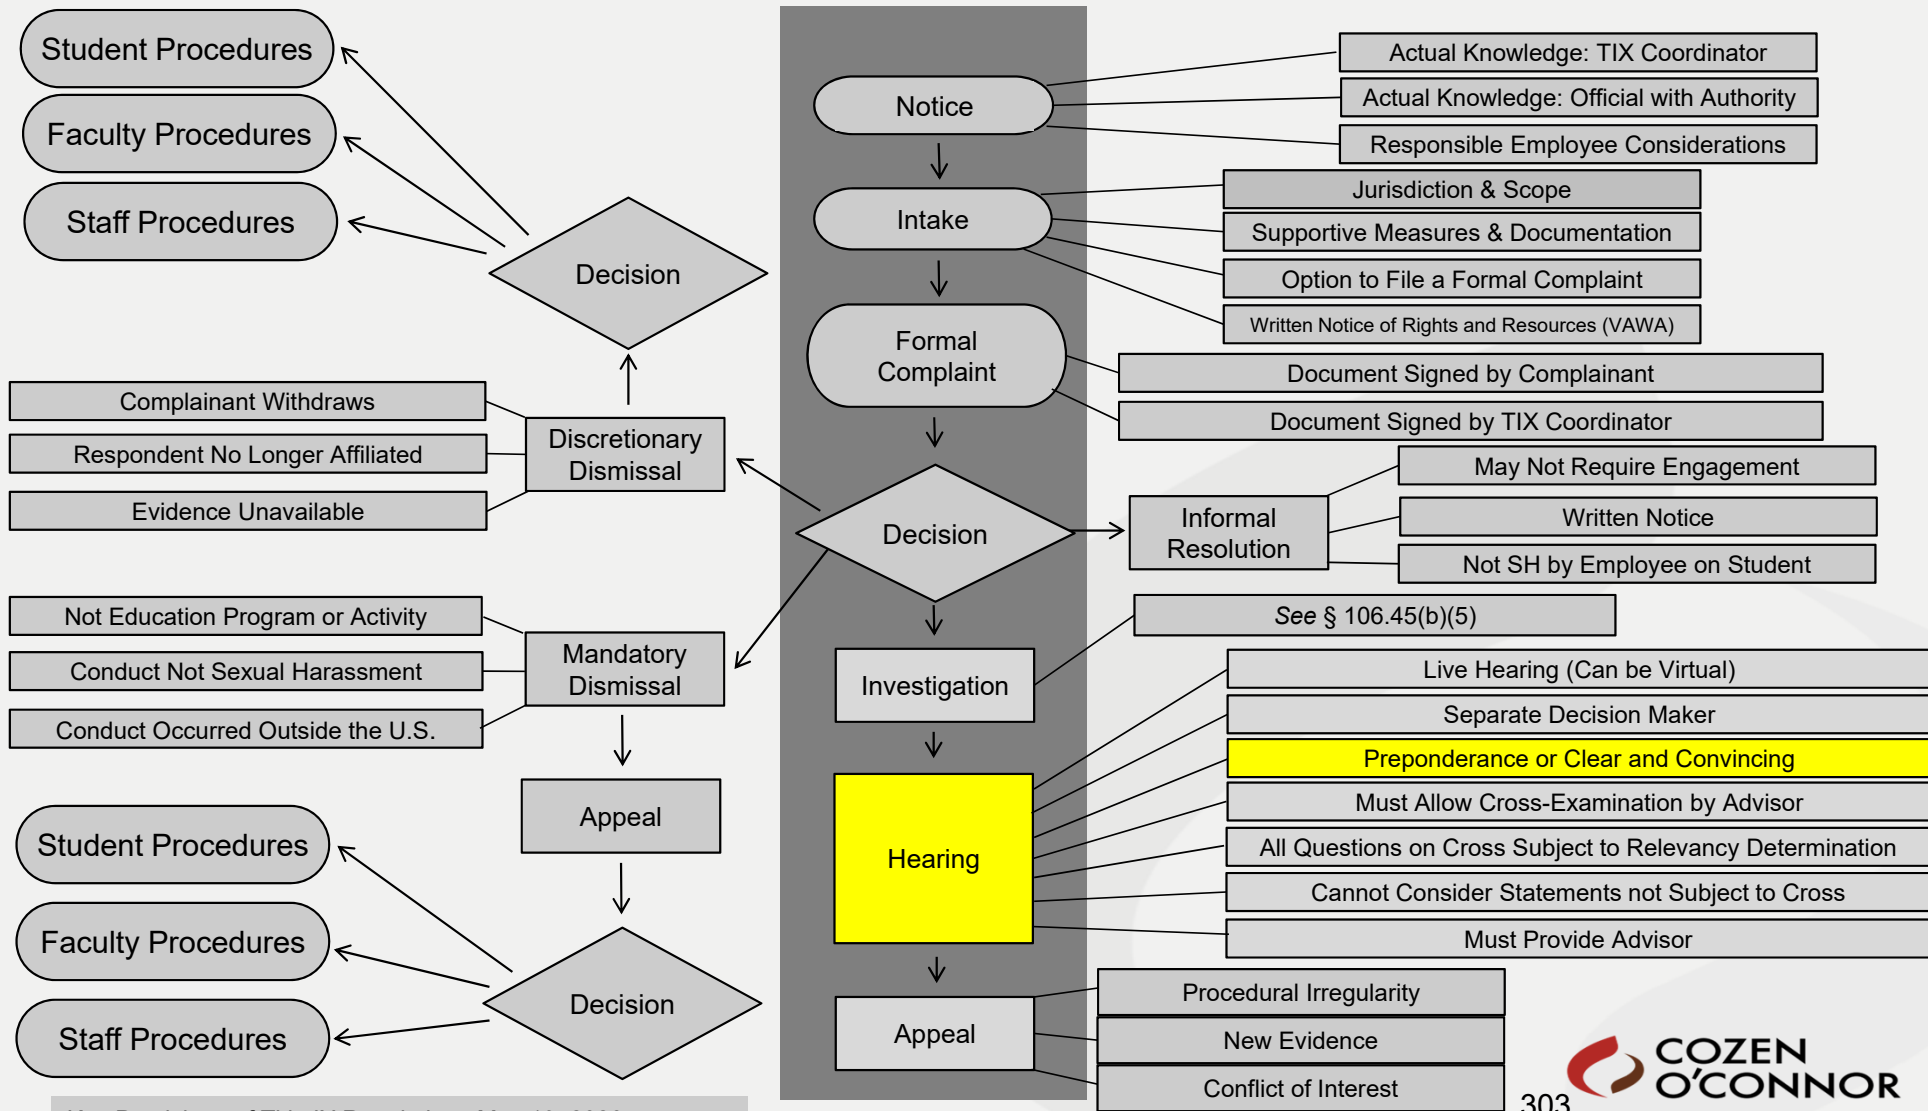 Student Procedures
Faculty Procedures
Staff Procedures
Decision
Notice
Actual Knowledge: TIX Coordinator
Actual Knowledge: Official with Authority
Responsible Employee Considerations
Intake
Jurisdiction & Scope
Supportive Measures & Documentation
Option to File a Formal Complaint
Written Notice of Rights and Resources (VAWA)
Formal
Complaint
Document Signed by Complainant
Document Signed by TIX Coordinator
Complainant Withdraws
Respondent No Longer Affiliated
Evidence Unavailable
Discretionary
Dismissal
Decision
Informal
Resolution
May Not Require Engagement
Written Notice
Not SH by Employee on Student
Not Education Program or Activity
Conduct Not Sexual Harassment
Conduct Occurred Outside the U.S.
Mandatory
Dismissal
Investigation
See § 106.45(b)(5)
Appeal
Hearing
Live Hearing (Can be Virtual)
Separate Decision Maker
Preponderance or Clear and Convincing
Must Allow Cross-Examination by Advisor
All Questions on Cross Subject to Relevancy Determination
Cannot Consider Statements not Subject to Cross
Must Provide Advisor
Student Procedures
Faculty Procedures
Staff Procedures
Decision
Appeal
Procedural Irregularity
New Evidence
Conflict of Interest
COZEN
O'CONNOR
303